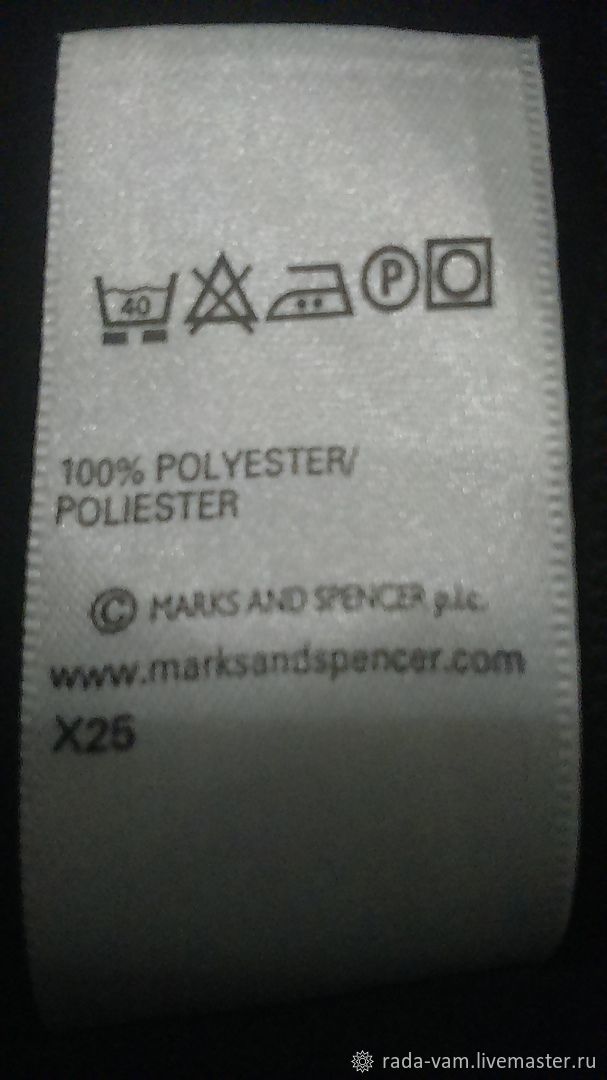 40
P
100% POLYESTER/
POLIESTER
© MARKS AND SPENCER p.l.c.
www.marksandspencer.com
X25
rada-vam.livemaster.ru